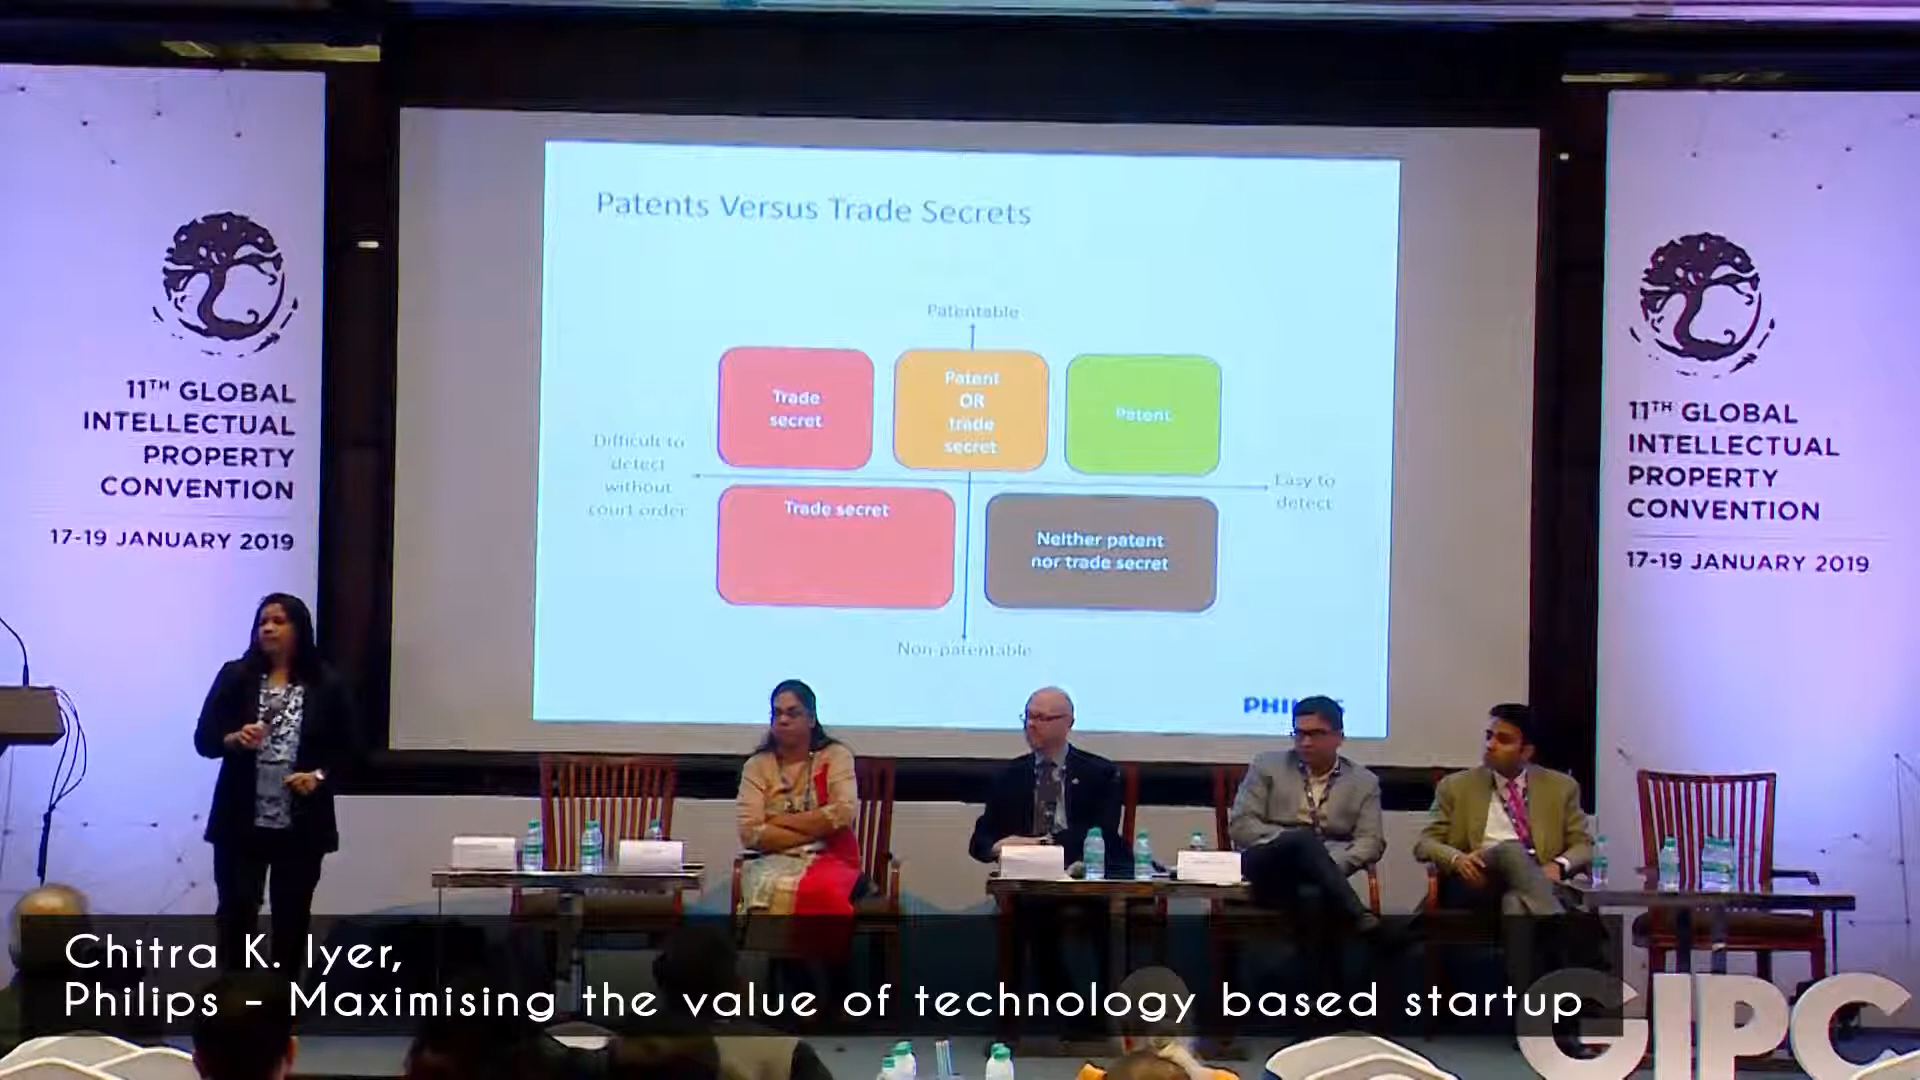 Patents Versus Trade Secrets
Patentable
Trade
secret
Patent
OR
trade
secret
Patent
Difficult to
detect
without
court order
Easy to
detect
Trade secret
Neither patent
nor trade secret
Non-patentable
11TH GLOBAL
INTELLECTUAL
PROPERTY
CONVENTION
17-19 JANUARY 2019
11TH GLOBAL
INTELLECTUAL
PROPERTY
CONVENTION
17-19 JANUARY 2019
Chitra K. Iyer,
Philips - Maximising the value of technology based startup
GIPC